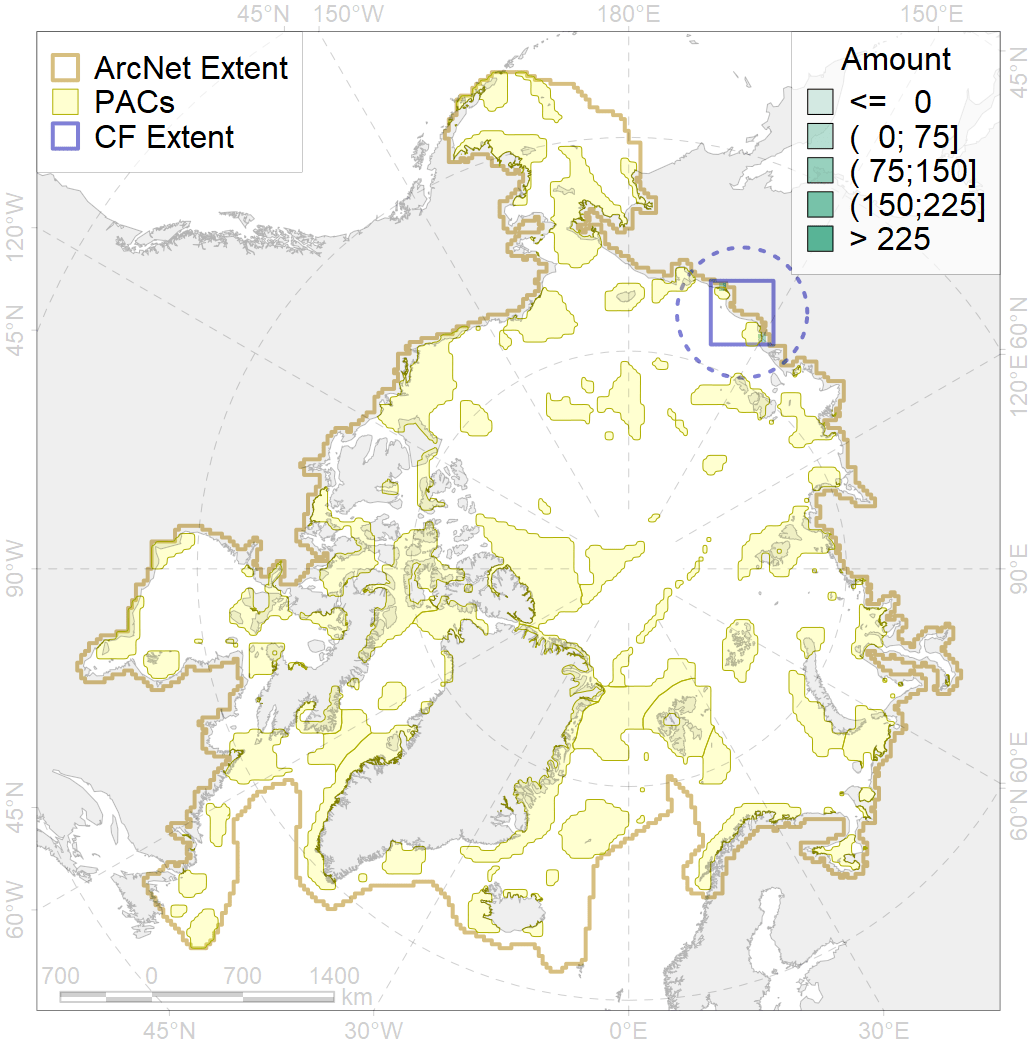 45°N 150°W 180°E 150°E
ArcNet Extent
PACs
CF Extent
Amount
<= 0
( 0; 75]
( 75;150]
(150;225]
> 225
45°N
120°W
60°N
45°N
120°E
90°W
90°E
60°E
45°N
60°N
60°W
700 0 700 1400
km
45°N 30°W 0°E 30°E